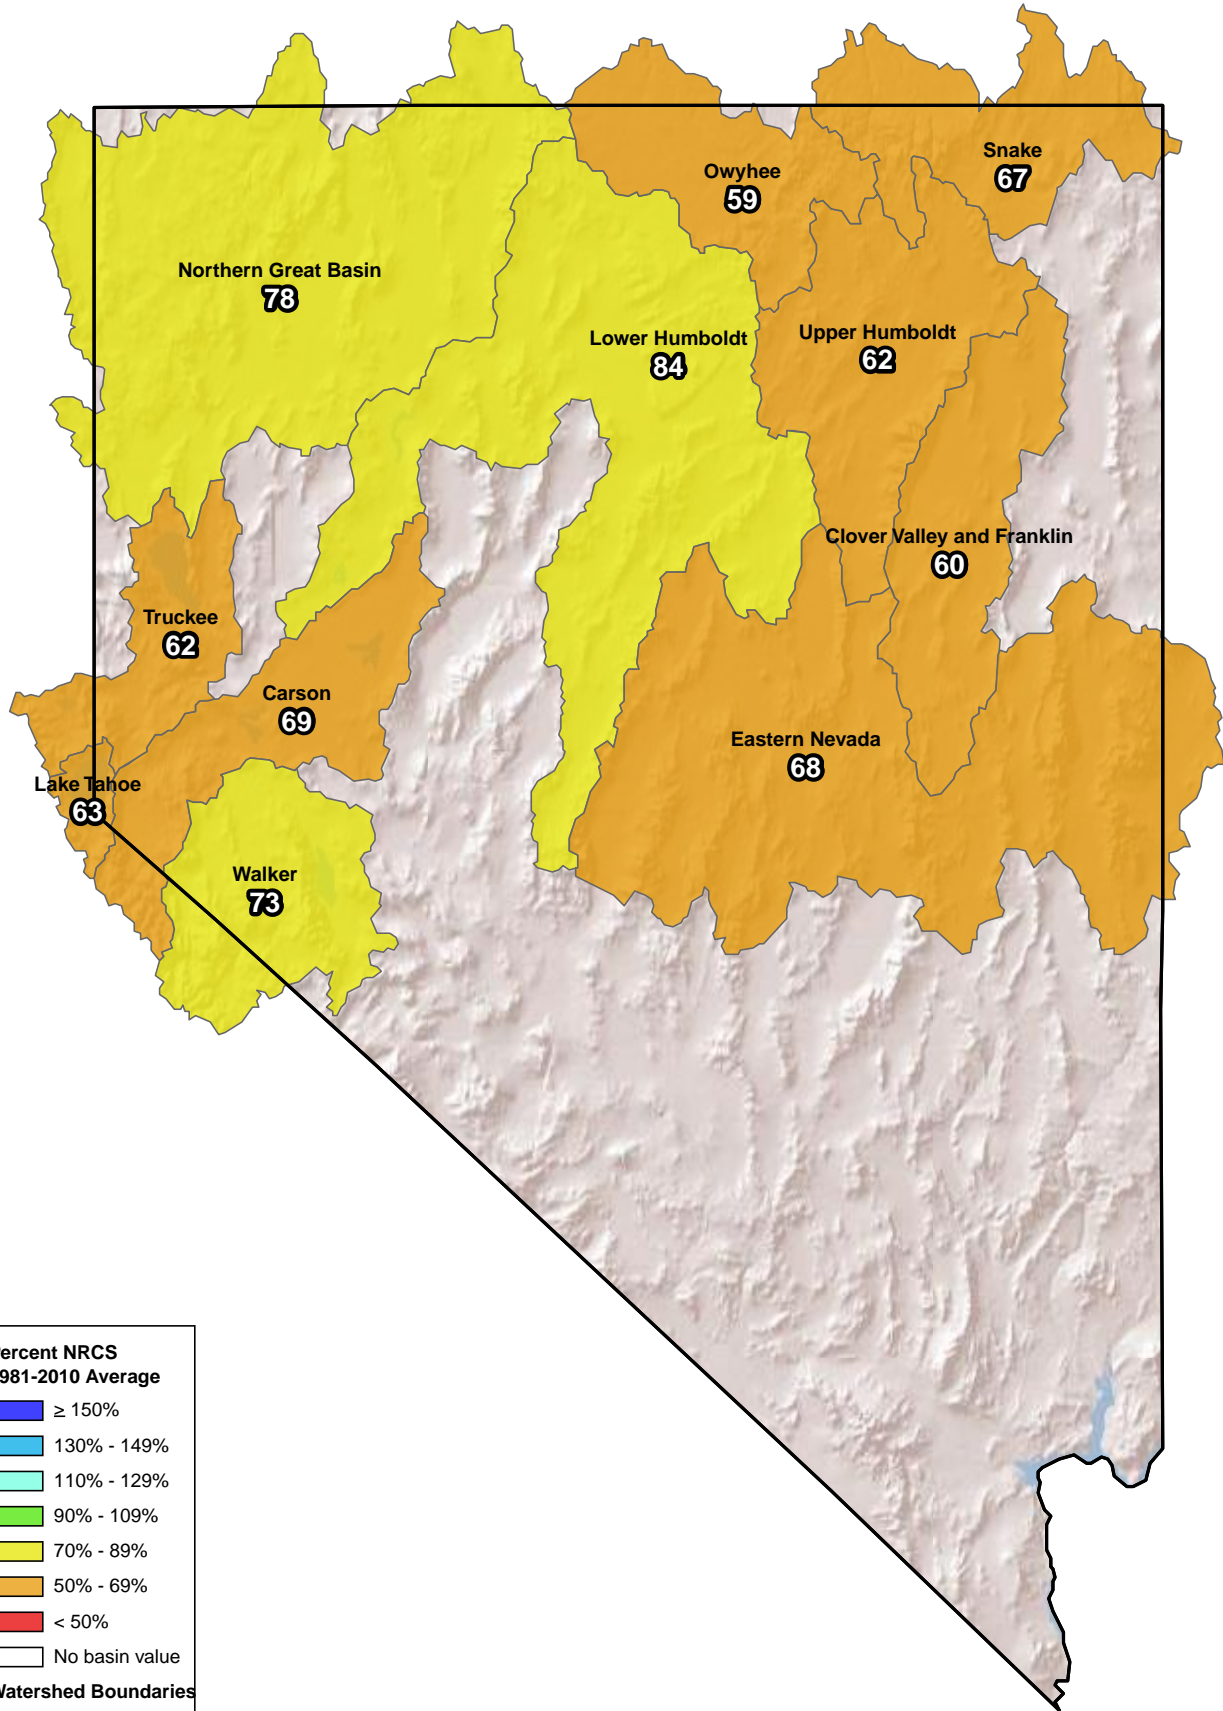 Snake
67
Owyhee
59
Northern Great Basin
78
Upper Humboldt
62
Lower Humboldt
84
Clover Valley and Franklin
60
Truckee
62
Carson
69
Eastern Nevada
68
Lake Tahoe
63
Walker
73
ercent NRCS
981-2010 Average
≥ 150%
130% - 149%
110% - 129%
90% - 109%
70% - 89%
50% - 69%
< 50%
No basin value
Watershed Boundaries